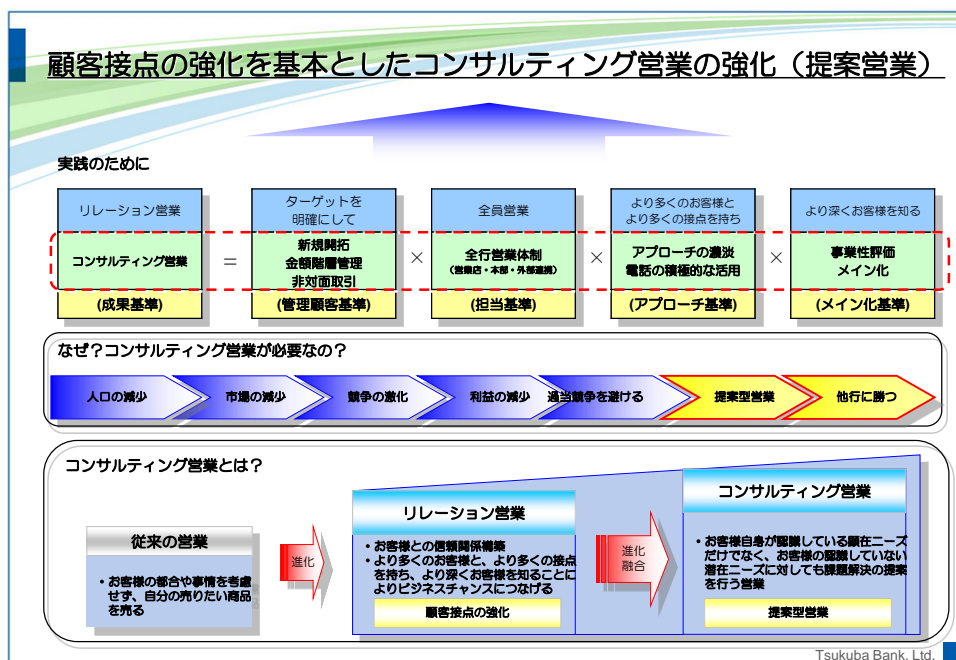 顧客接点の強化を基本としたコンサルティング営業の強化（提案営業）
実践のために
リレーション営業
コンサルティング営業
(成果基準)
＝
ターゲットを
明確にして
新規開拓
金額階層管理
非対面取引
(管理顧客基準)
×
全員営業
全行営業体制
(営業店・本部・外部連携)
(担当基準)
×
より多くのお客様と
より多くの接点を持ち
アプローチの濃淡
電話の積極的な活用
(アプローチ基準)
×
より深くお客様を知る
事業性評価
メイン化
(メイン化基準)
なぜ？コンサルティング営業が必要なの？
人口の減少
市場の減少
競争の激化
利益の減少
過当競争を避ける
提案型営業
他行に勝つ
コンサルティング営業とは？
従来の営業
・お客様の都合や事情を考慮
せず、自分の売りたい商品
を売る
進化
リレーション営業
・お客様との信頼関係構築
・より多くのお客様と、より多くの接点
を持ち、より深くお客様を知ることに
よりビジネスチャンスにつなげる
顧客接点の強化
進化
融合
コンサルティング営業
・お客様自身が認識している顕在ニーズ
だけでなく、お客様の認識していない
潜在ニーズに対しても課題解決の提案
を行う営業
提案型営業
Tsukuba Bank, Ltd.